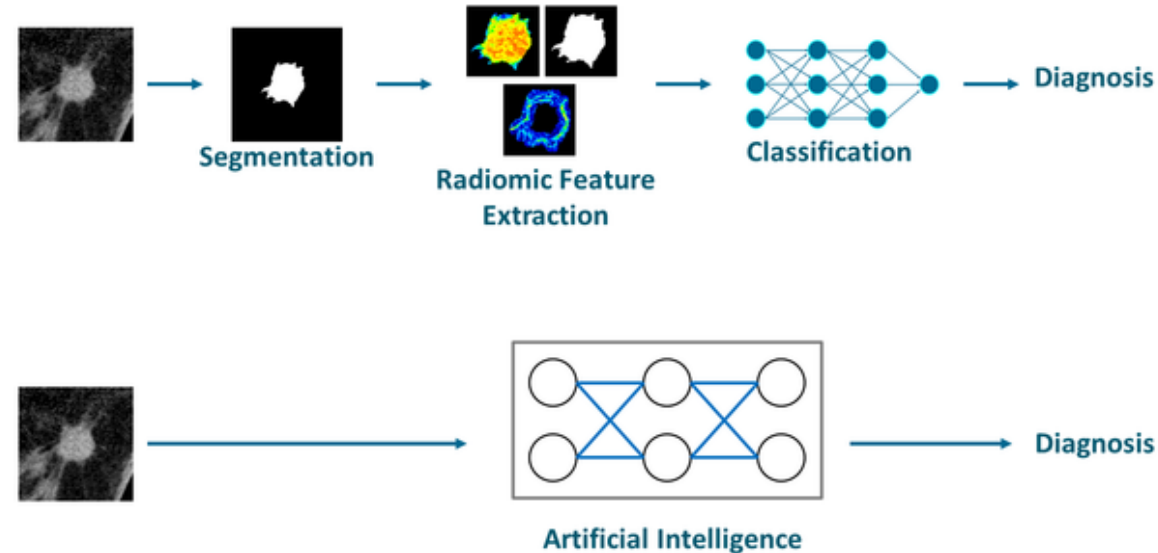 Segmentation
Radiomic Feature
Extraction
Classification
Diagnosis
Artificial Intelligence
Diagnosis